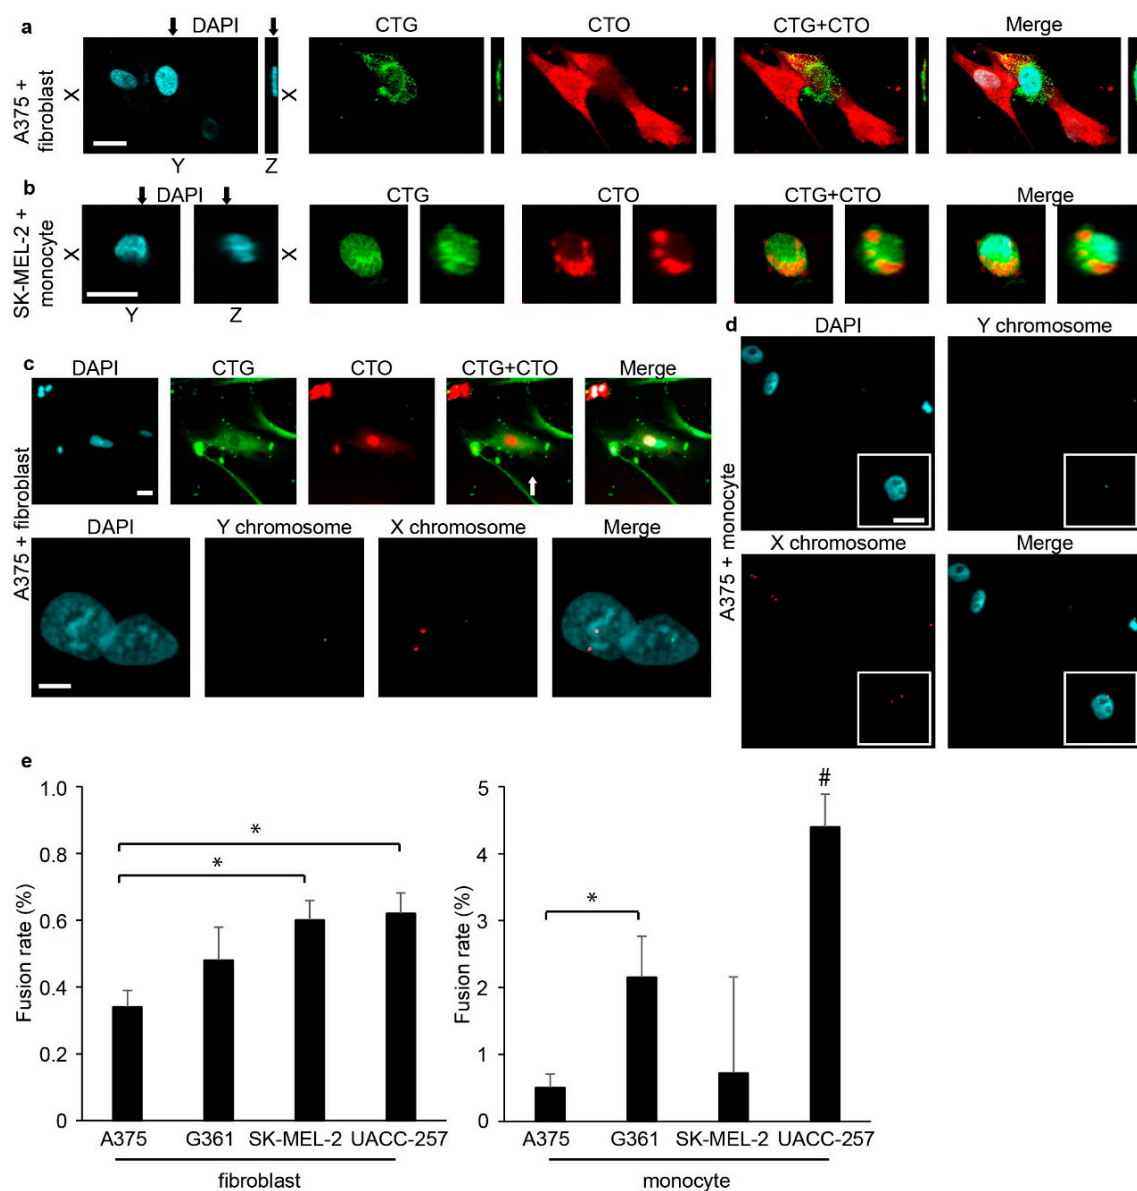 a
DAPI CTG CTO CTG+CTO Merge
A375 +
fibroblast
X X
Y Z
b
DAPI CTG CTO CTG+CTO Merge
SK-MEL-2 +
monocyte
X X
Y Z
c
DAPI CTG CTO CTG+CTO Merge
A375 + fibroblast
DAPI Y chromosome X chromosome Merge
d
DAPI Y chromosome
A375 + monocyte
X chromosome Merge
e
Fusion rate (%)
1.0
0.8
0.6
0.4
0.2
0
*
*
A375 G361 SK-MEL-2 UACC-257
fibroblast
Fusion rate (%)
5
4
3
2
1
0
*
#
A375 G361 SK-MEL-2 UACC-257
monocyte